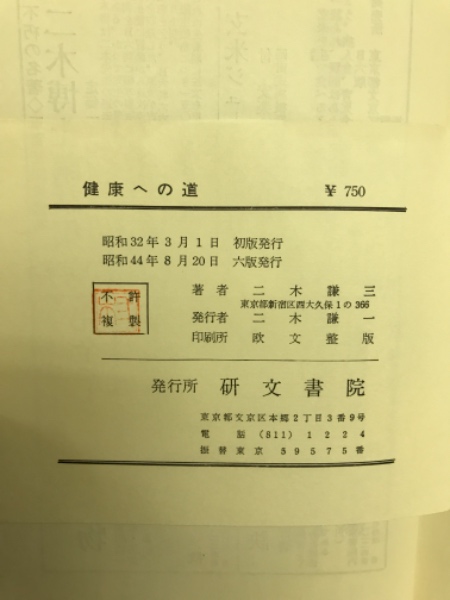 健康への道 ¥ 750
昭和32年3月1日 初版発行
昭和44年8月20日 六版発行
不許
複製
著者 二木謙三
東京都新宿区西大久保1の366
発行者 二木謙一
印刷所 欧文整版
発行所 研文書院
東京都文京区本郷2丁目3番9号
電話 (811) 1224
振替東京 59575番